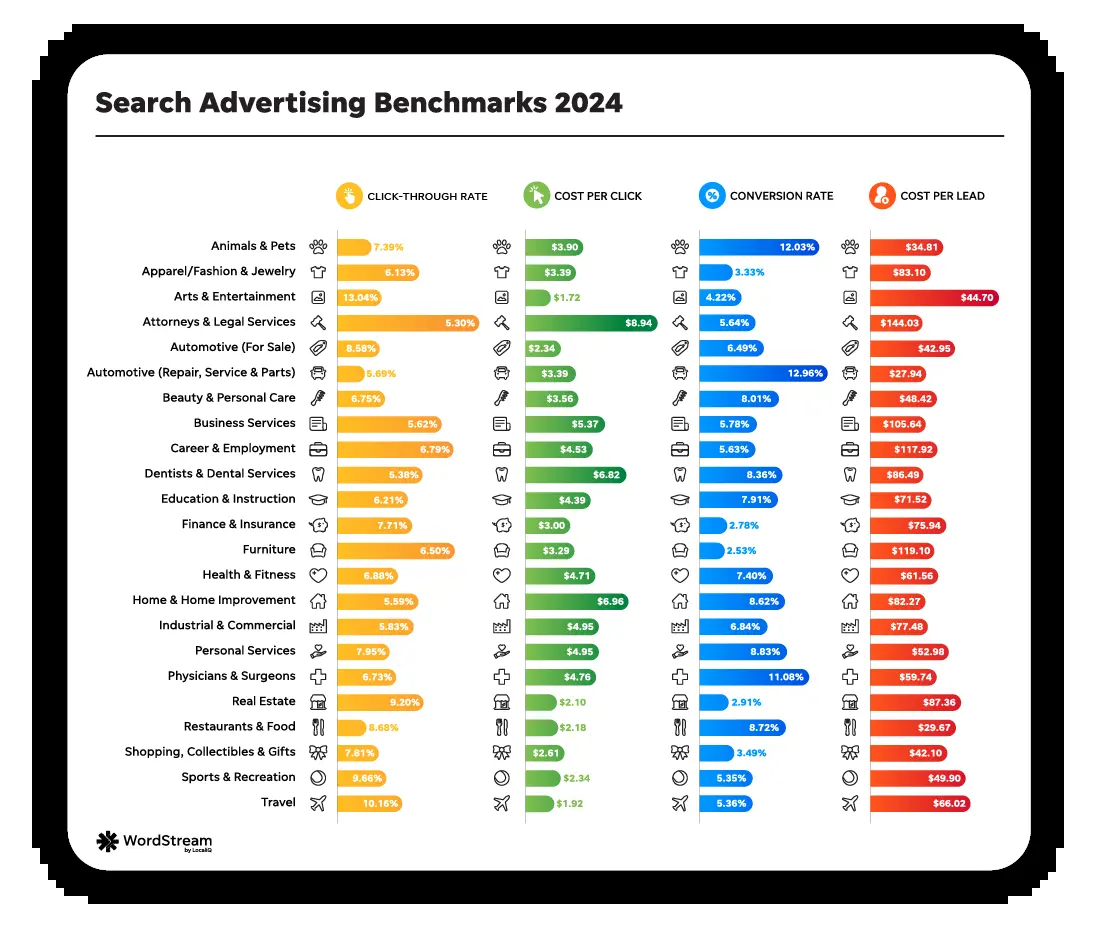 Search Advertising Benchmarks 2024
CLICK-THROUGH RATE COST PER CLICK CONVERSION RATE COST PER LEAD
Animals & Pets 7.39% $3.90 12.03% $34.81
Apparel/Fashion & Jewelry 6.13% $3.39 3.33% $83.10
Arts & Entertainment 13.04% $1.72 4.22% $44.70
Attorneys & Legal Services 5.30% $8.94 5.64% $144.03
Automotive (For Sale) 8.58% $2.34 6.49% $42.95
Automotive (Repair, Service & Parts) 5.69% $3.39 12.96% $27.94
Beauty & Personal Care 6.75% $3.56 8.01% $48.42
Business Services 5.62% $5.37 5.78% $105.64
Career & Employment 6.79% $4.53 5.63% $117.92
Dentists & Dental Services 5.38% $6.82 8.36% $86.49
Education & Instruction 6.21% $4.39 7.91% $71.52
Finance & Insurance 7.71% $3.00 2.78% $75.94
Furniture 6.50% $3.29 2.53% $119.10
Health & Fitness 6.88% $4.71 7.40% $61.56
Home & Home Improvement 5.59% $6.96 8.62% $82.27
Industrial & Commercial 5.83% $4.95 6.84% $77.48
Personal Services 7.95% $4.95 8.83% $52.98
Physicians & Surgeons 6.73% $4.76 11.08% $59.74
Real Estate 9.20% $2.10 2.91% $87.36
Restaurants & Food 8.68% $2.18 8.72% $29.67
Shopping, Collectibles & Gifts 7.81% $2.61 3.49% $42.10
Sports & Recreation 9.66% $2.34 5.35% $49.90
Travel 10.16% $1.92 5.36% $66.02
WordStream
by LocaliQ